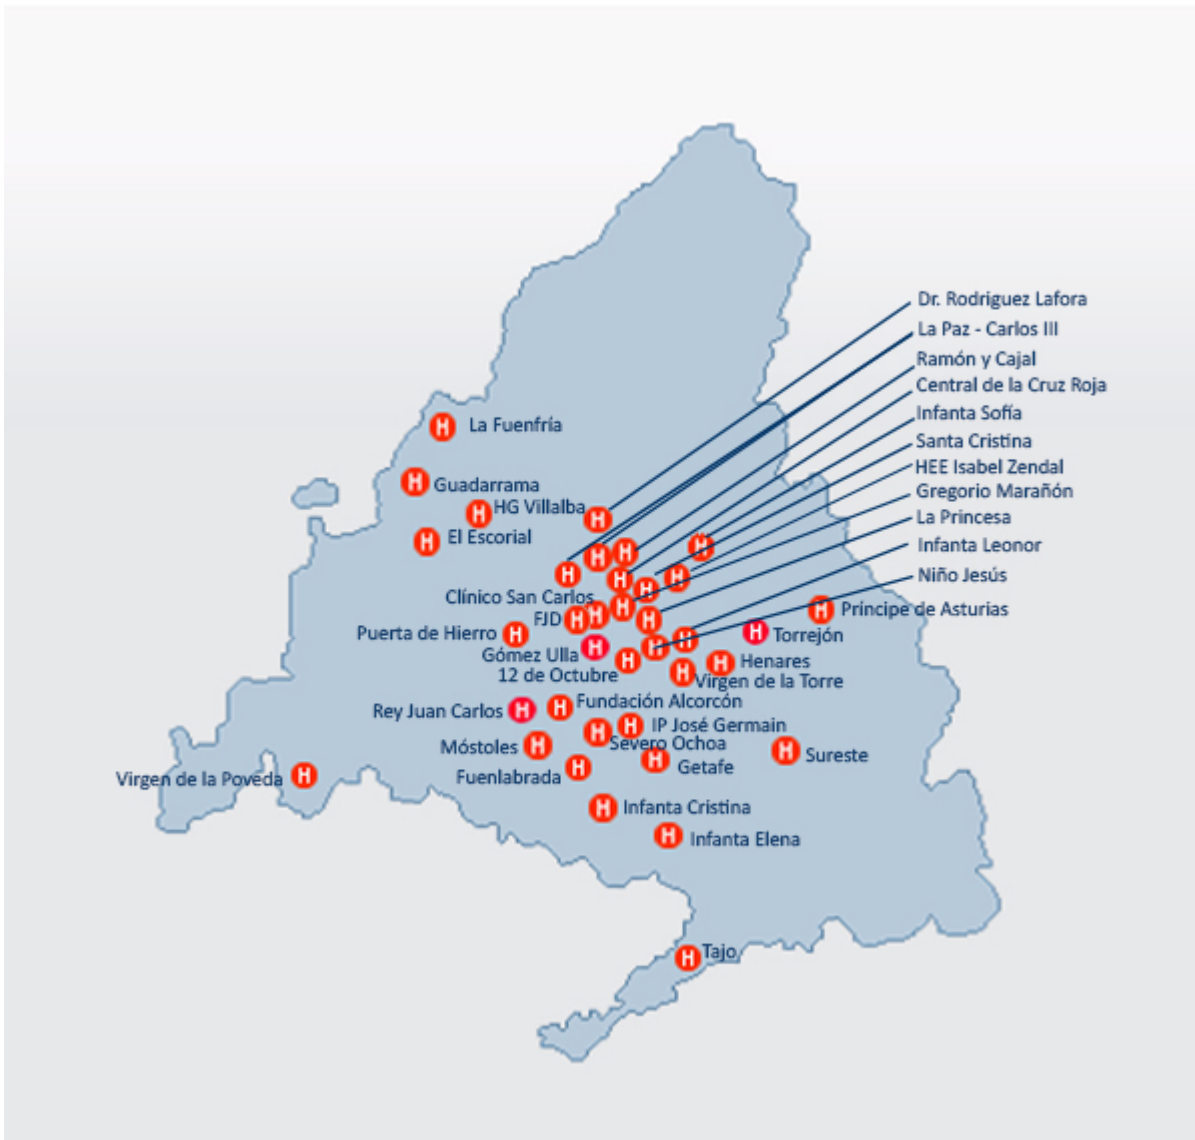 Dr. Rodriguez Lafora
La Paz - Carlos III
Ramón y Cajal
Central de la Cruz Roja
Infanta Sofía
Santa Cristina
HEE Isabel Zendal
Gregorio Marañón
La Princesa
Infanta Leonor
Niño Jesús
La Fuenfría
Guadarrama
HG Villalba
El Escorial
Clínico San Carlos
FJD
Puerta de Hierro
Gómez Ulla
12 de Octubre
Príncipe de Asturias
Torrejón
Henares
Virgen de la Torre
Fundación Alcorcón
Rey Juan Carlos
IP José Germain
Severo Ochoa
Móstoles
Getafe
Sureste
Fuenlabrada
Virgen de la Poveda
Infanta Cristina
Infanta Elena
Tajo